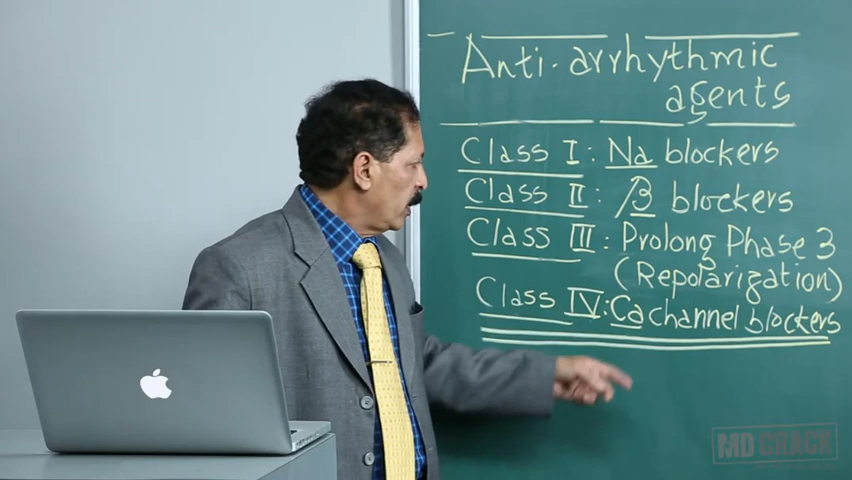 Anti-arrhythmic
agents
Class I: Na blockers
Class II: β blockers
Class III: Prolong Phase 3
(Repolarization)
Class IV: Ca channel blockers
MD CRACK